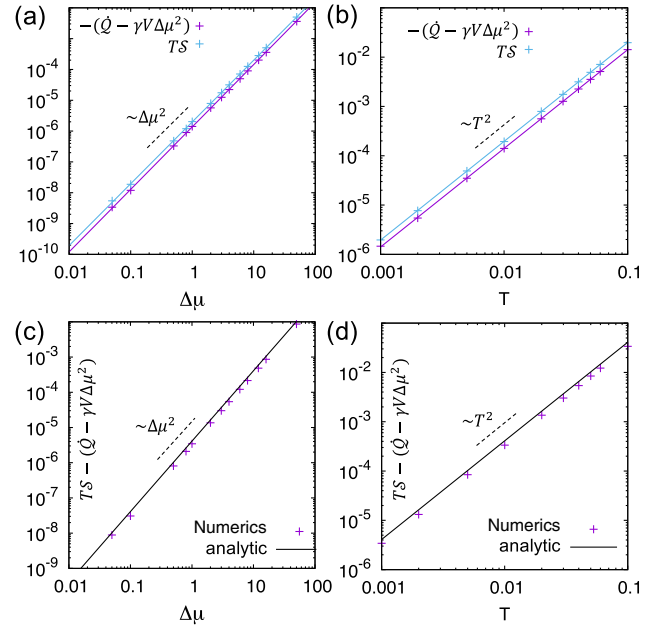 (a)
−(Q̇ − γVΔμ²)
T𝒮
~Δμ²
10⁻⁴
10⁻⁵
10⁻⁶
10⁻⁷
10⁻⁸
10⁻⁹
10⁻¹⁰
0.01 0.1 1 10 100
Δμ
(b)
−(Q̇ − γVΔμ²)
T𝒮
~T²
10⁻²
10⁻³
10⁻⁴
10⁻⁵
10⁻⁶
0.001 0.01 0.1
T
(c)
T𝒮 − (Q̇ − γVΔμ²)
~Δμ²
10⁻³
10⁻⁴
10⁻⁵
10⁻⁶
10⁻⁷
10⁻⁸
10⁻⁹
Numerics
analytic
0.01 0.1 1 10 100
Δμ
(d)
T𝒮 − (Q̇ − γVΔμ²)
~T²
10⁻²
10⁻³
10⁻⁴
10⁻⁵
10⁻⁶
Numerics
analytic
0.001 0.01 0.1
T